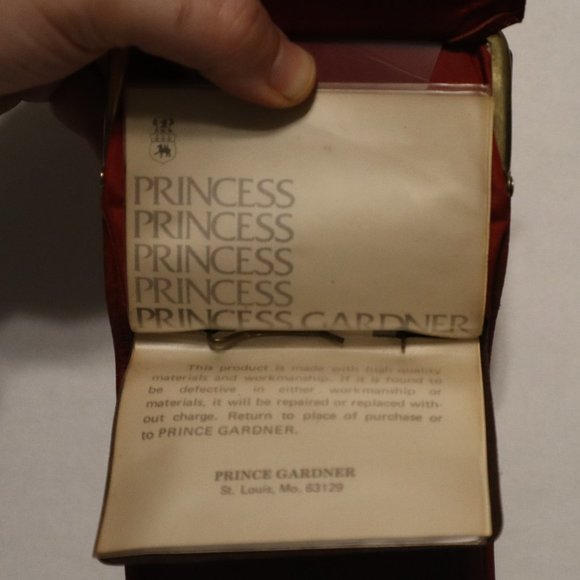 PRINCESS
PRINCESS
PRINCESS
PRINCESS
PRINCESS GARDNER
This product is made with high quality
materials and workmanship. If it is found to
be defective in either workmanship or
materials, it will be repaired or replaced with-
out charge. Return to place of purchase or
to PRINCE GARDNER.
PRINCE GARDNER
St. Louis, Mo. 63129